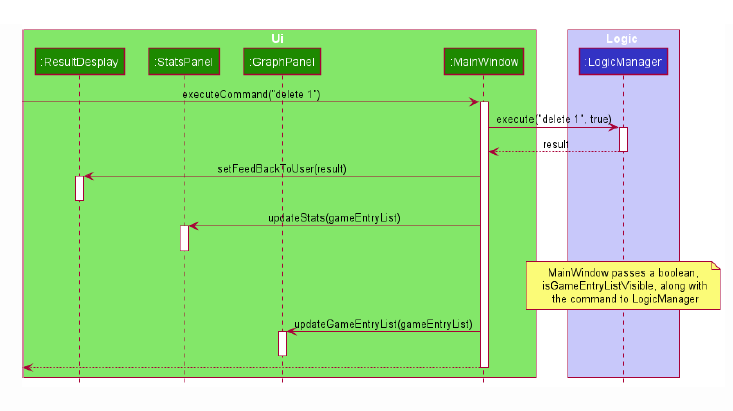 Ui
Logic
:ResultDesplay
:StatsPanel
:GraphPanel
:MainWindow
:LogicManager
executeCommand("delete 1")
execute("delete 1", true)
result
setFeedBackToUser(result)
updateStats(gameEntryList)
MainWindow passes a boolean,
isGameEntryListVisible, along with
the command to LogicManager
updateGameEntryList(gameEntryList)